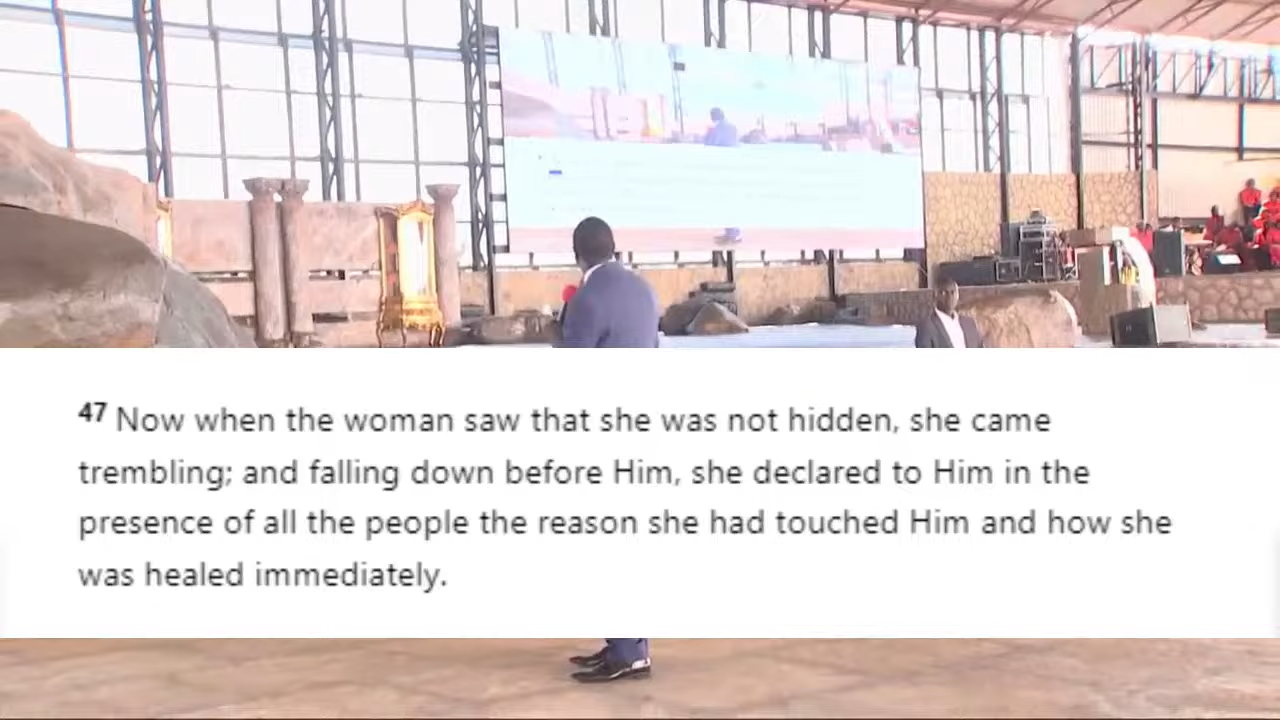 47 Now when the woman saw that she was not hidden, she came
trembling; and falling down before Him, she declared to Him in the
presence of all the people the reason she had touched Him and how she
was healed immediately.